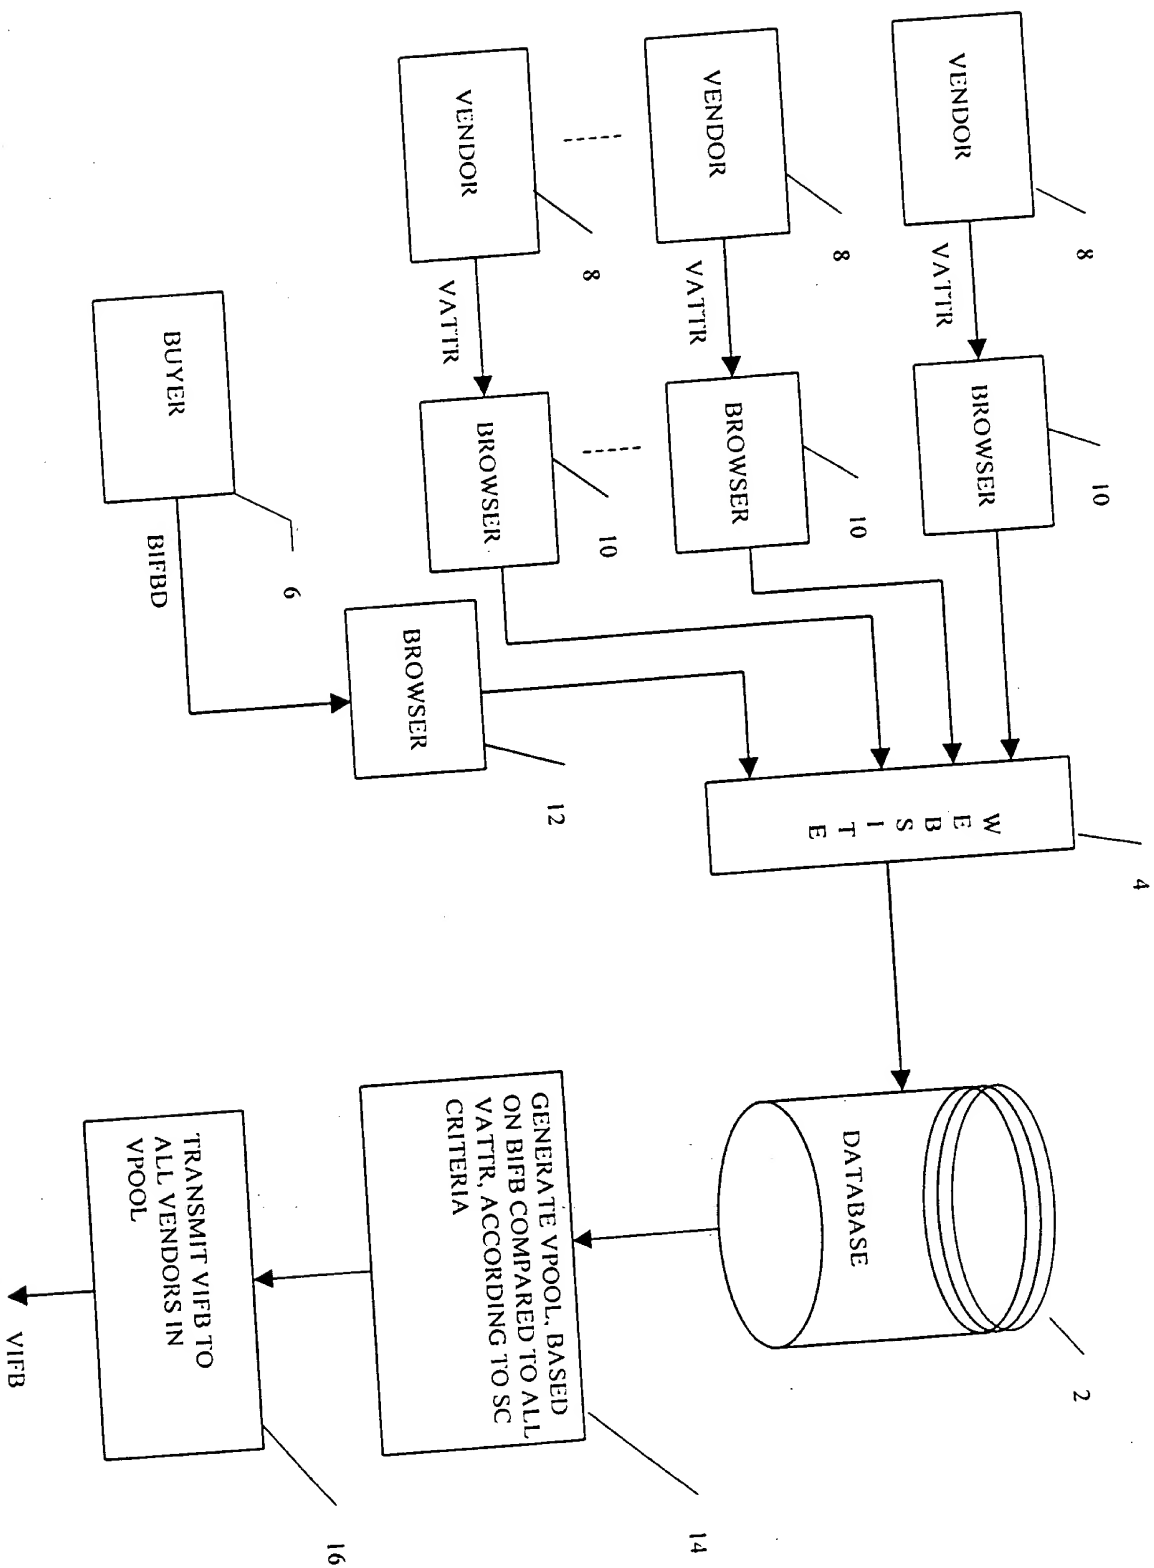 VENDOR
8
VATTR
BROWSER
10
VENDOR
8
VATTR
BROWSER
10
VENDOR
8
VATTR
BROWSER
10
BUYER
6
BIFBD
BROWSER
12
WEBSITE
4
DATABASE
2
GENERATE VPOOL, BASED
ON BIFB COMPARED TO ALL
VATTR, ACCORDING TO SC
CRITERIA
14
TRANSMIT VIFB TO
ALL VENDORS IN
VPOOL
16
VIFB